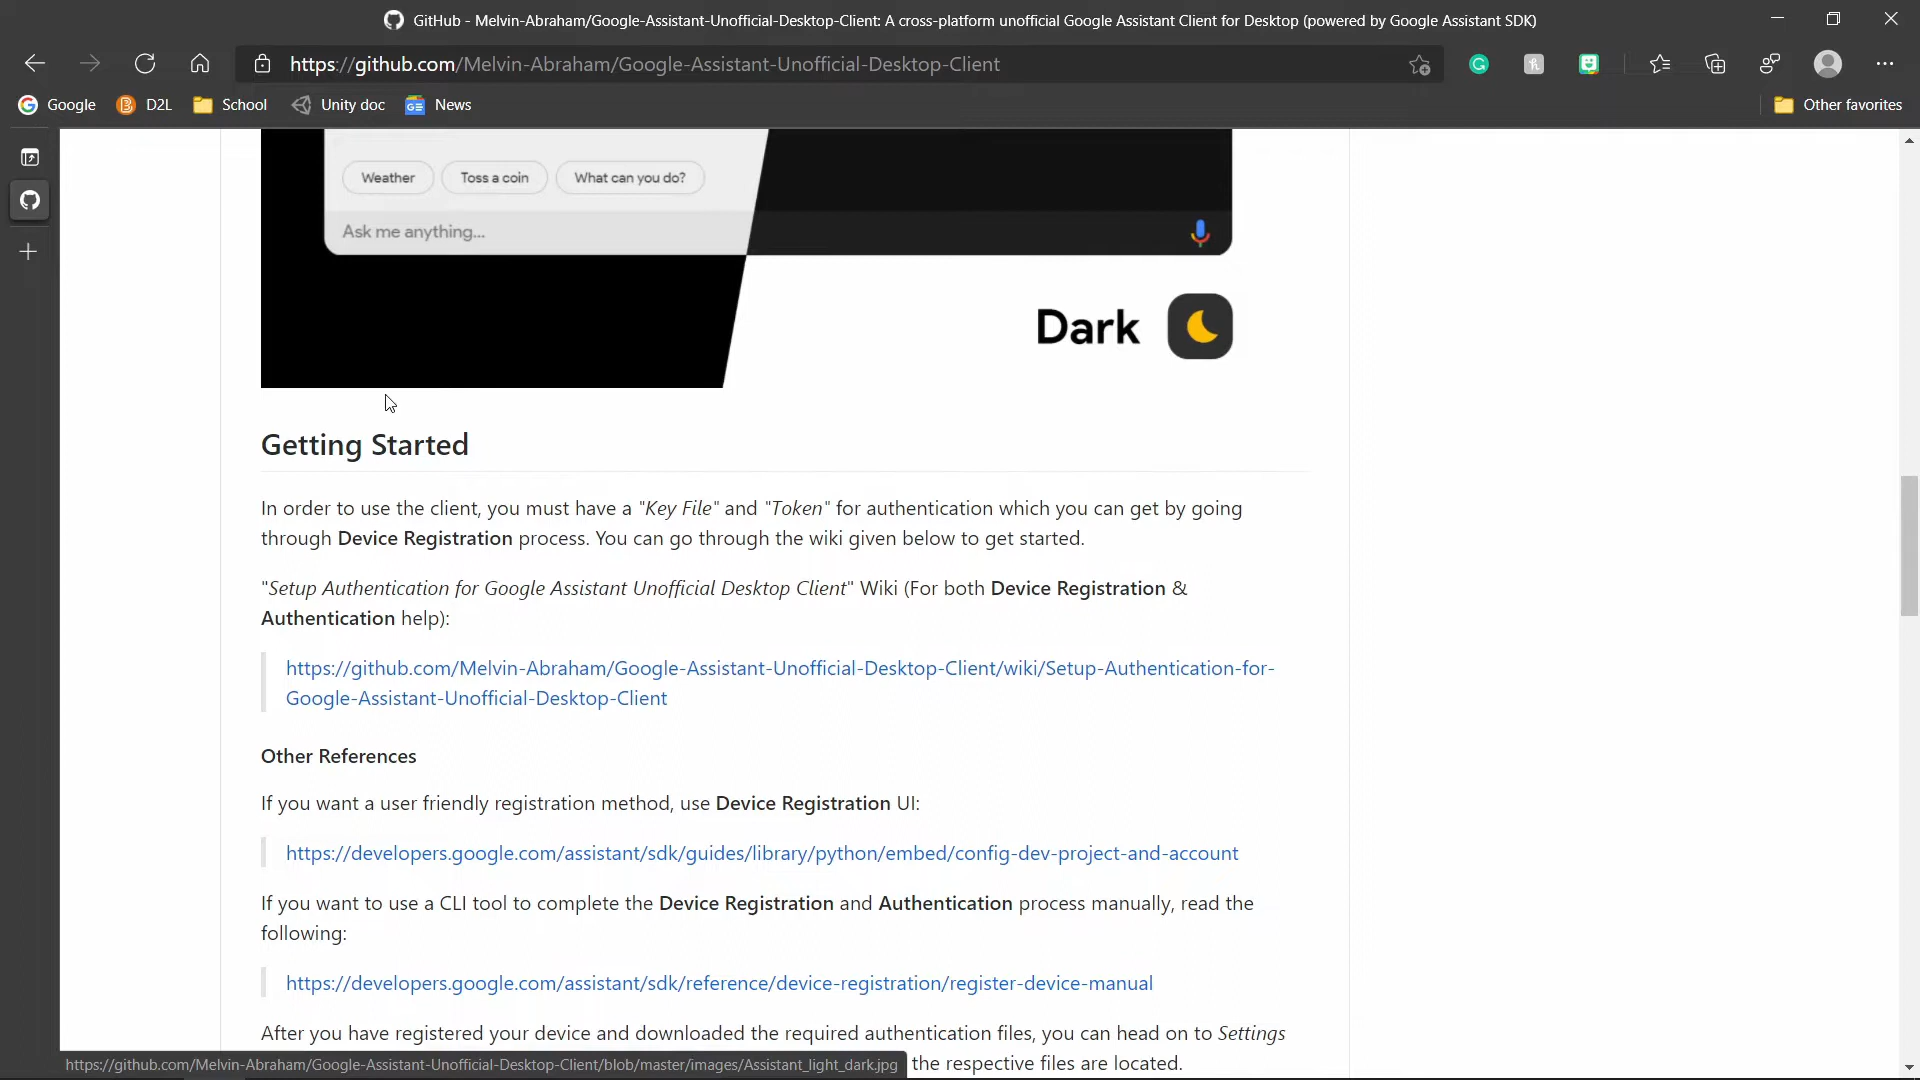 GitHub - Melvin-Abraham/Google-Assistant-Unofficial-Desktop-Client: A cross-platform unofficial Google Assistant Client for Desktop (powered by Google Assistant SDK)
https://github.com/Melvin-Abraham/Google-Assistant-Unofficial-Desktop-Client
Google D2L School Unity doc News Other favorites
Weather Toss a coin What can you do?
Ask me anything...
Dark
Getting Started
In order to use the client, you must have a "Key File" and "Token" for authentication which you can get by going
through Device Registration process. You can go through the wiki given below to get started.
"Setup Authentication for Google Assistant Unofficial Desktop Client" Wiki (For both Device Registration &
Authentication help):
https://github.com/Melvin-Abraham/Google-Assistant-Unofficial-Desktop-Client/wiki/Setup-Authentication-for-
Google-Assistant-Unofficial-Desktop-Client
Other References
If you want a user friendly registration method, use Device Registration UI:
https://developers.google.com/assistant/sdk/guides/library/python/embed/config-dev-project-and-account
If you want to use a CLI tool to complete the Device Registration and Authentication process manually, read the
following:
https://developers.google.com/assistant/sdk/reference/device-registration/register-device-manual
After you have registered your device and downloaded the required authentication files, you can head on to Settings
the respective files are located.
https://github.com/Melvin-Abraham/Google-Assistant-Unofficial-Desktop-Client/blob/master/images/Assistant_light_dark.jpg